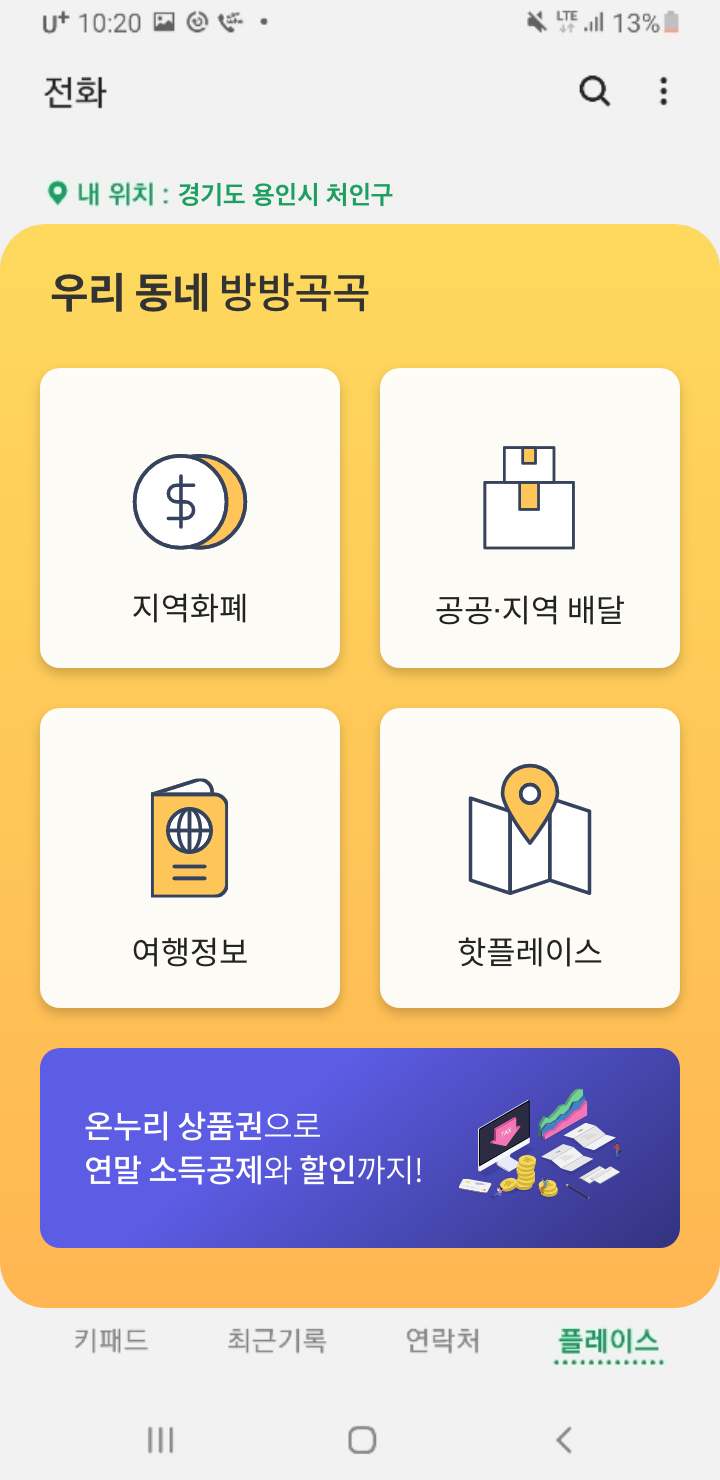 U+ 10:20 LTE 13%
전화
내 위치 : 경기도 용인시 처인구
우리 동네 방방곡곡
지역화폐
공공·지역 배달
여행정보
핫플레이스
온누리 상품권으로
연말 소득공제와 할인까지!
TAX
키패드 최근기록 연락처 플레이스